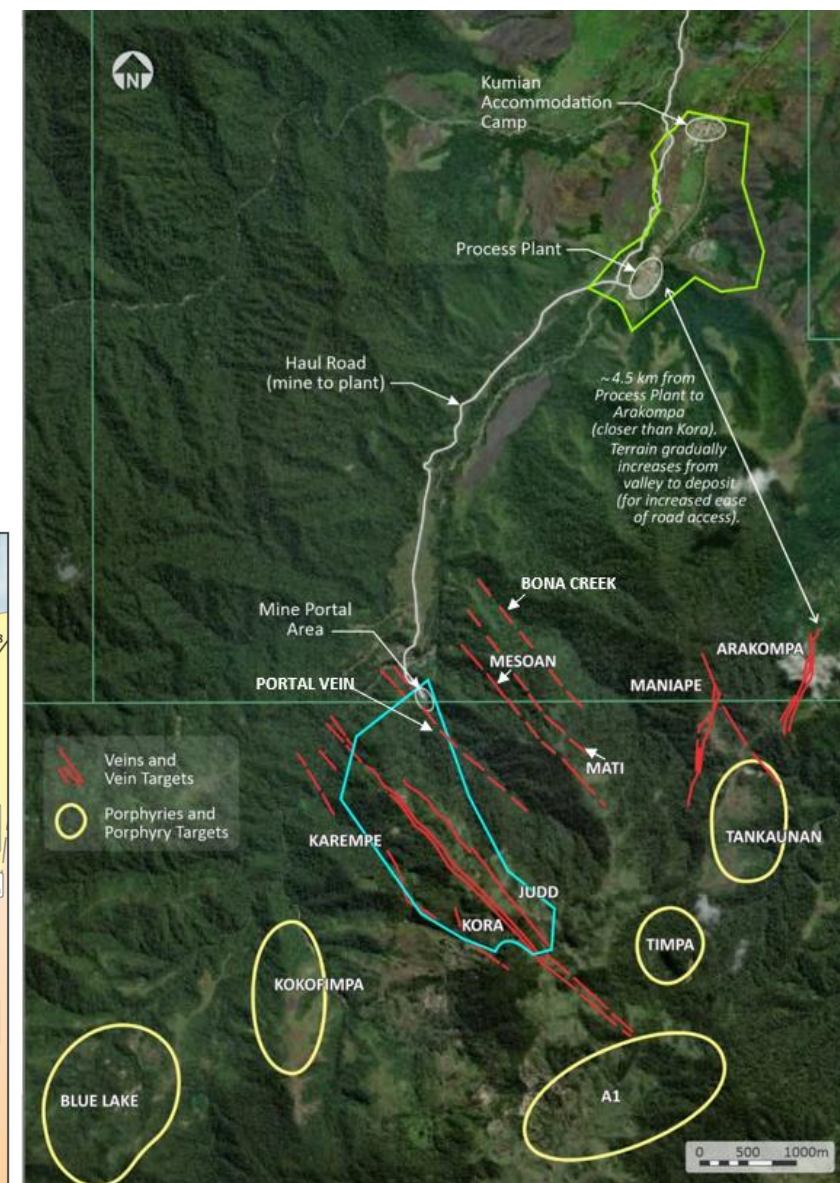 N
Kumian
Accommodation
Camp
Process Plant
Haul Road
(mine to plant)
~4.5 km from
Process Plant to
Arakompa
(closer than Kora).
Terrain gradually
increases from
valley to deposit
(for increased ease
of road access).
BONA CREEK
Mine Portal
Area
MESOAN
ARAKOMPA
PORTAL VEIN
MANIAPE
Veins and
Vein Targets
MATI
Porphyries and
Porphyry Targets
TANKAUNAN
KAREMPE
JUDD
KORA
TIMPA
KOKOFIMPA
BLUE LAKE
A1
0 500 1000m